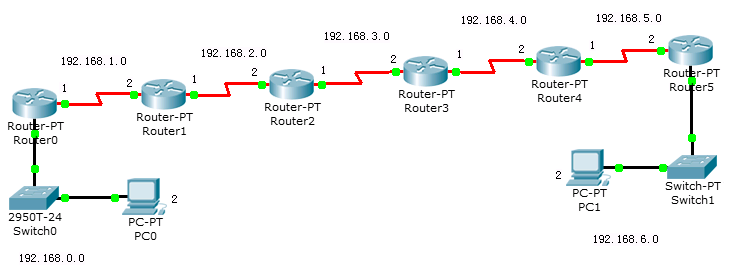 192.168.5.0
192.168.4.0
192.168.3.0
192.168.2.0
192.168.1.0
1
2
1
2
1
2
1
2
1
2
Router-PT
Router0
Router-PT
Router1
Router-PT
Router2
Router-PT
Router3
Router-PT
Router4
Router-PT
Router5
2950T-24
Switch0
PC-PT
PC0
2
2
PC-PT
PC1
Switch-PT
Switch1
192.168.0.0
192.168.6.0